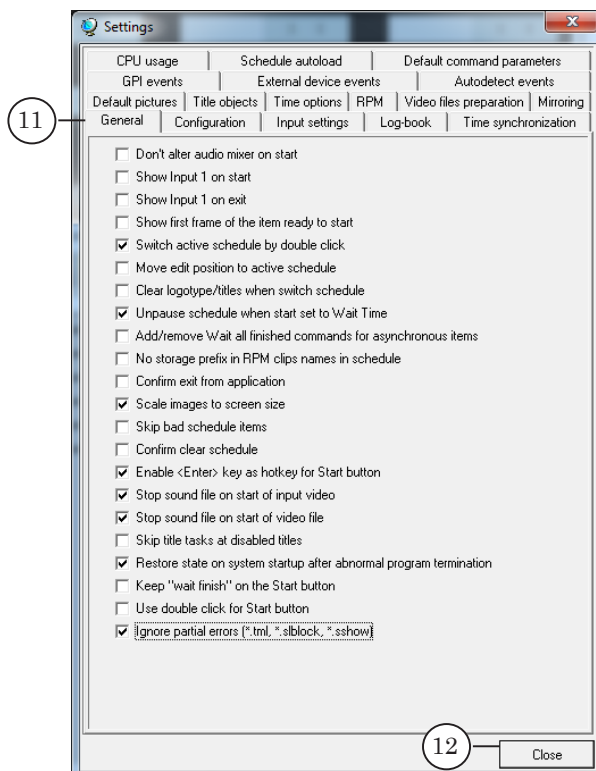 Settings
CPU usage Schedule autoload Default command parameters
GPI events External device events Autodetect events
Default pictures Title objects Time options RPM Video files preparation Mirroring
11 General Configuration Input settings Log-book Time synchronization
Don't alter audio mixer on start
Show Input 1 on start
Show Input 1 on exit
Show first frame of the item ready to start
Switch active schedule by double click
Move edit position to active schedule
Clear logotype/titles when switch schedule
Unpause schedule when start set to Wait Time
Add/remove Wait all finished commands for asynchronous items
No storage prefix in RPM clips names in schedule
Confirm exit from application
Scale images to screen size
Skip bad schedule items
Confirm clear schedule
Enable <Enter> key as hotkey for Start button
Stop sound file on start of input video
Stop sound file on start of video file
Skip title tasks at disabled titles
Restore state on system startup after abnormal program termination
Keep "wait finish" on the Start button
Use double click for Start button
Ignore partial errors (*.tml, *.slblock, *.sshow)
12 Close